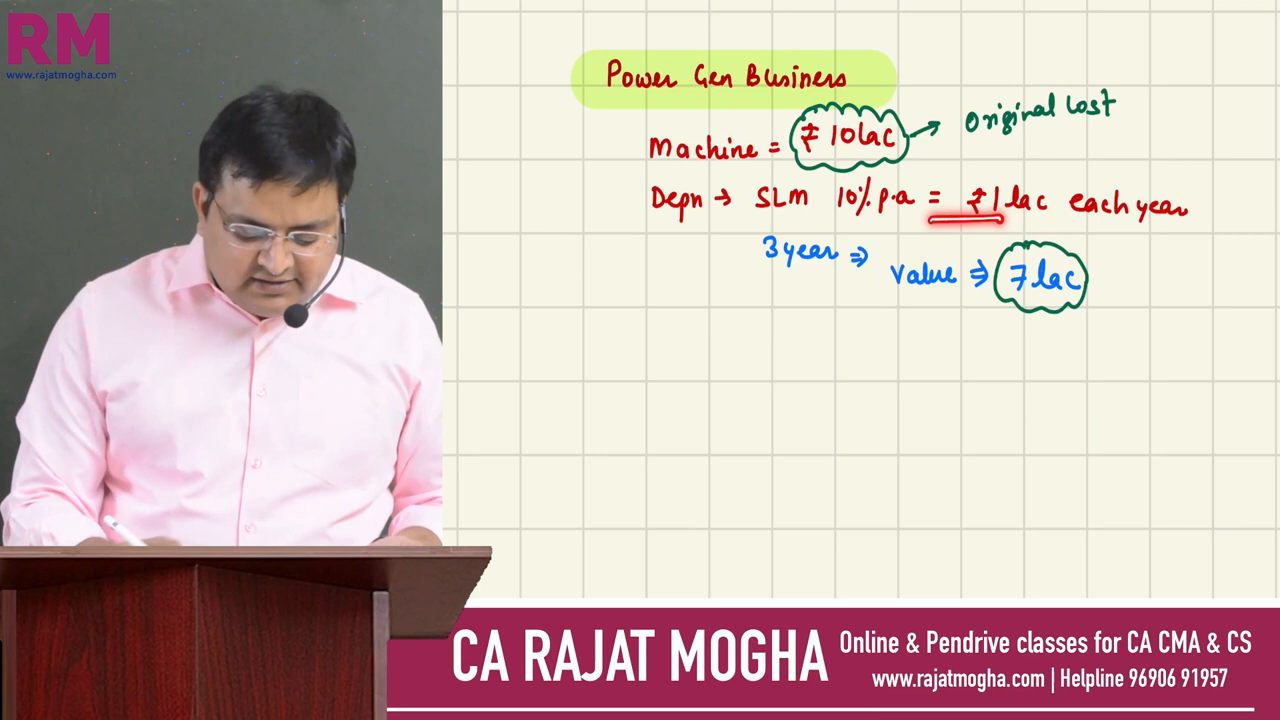 RM
www.rajatmogha.com
Power Gen Business
Machine = ₹ 10 lac → Original Cost
Depn → SLM 10% p.a = ₹1 lac each year
3 year ⇒ Value ⇒ 7 lac
CA RAJAT MOGHA
Online & Pendrive classes for CA CMA & CS
www.rajatmogha.com | Helpline 96906 91957